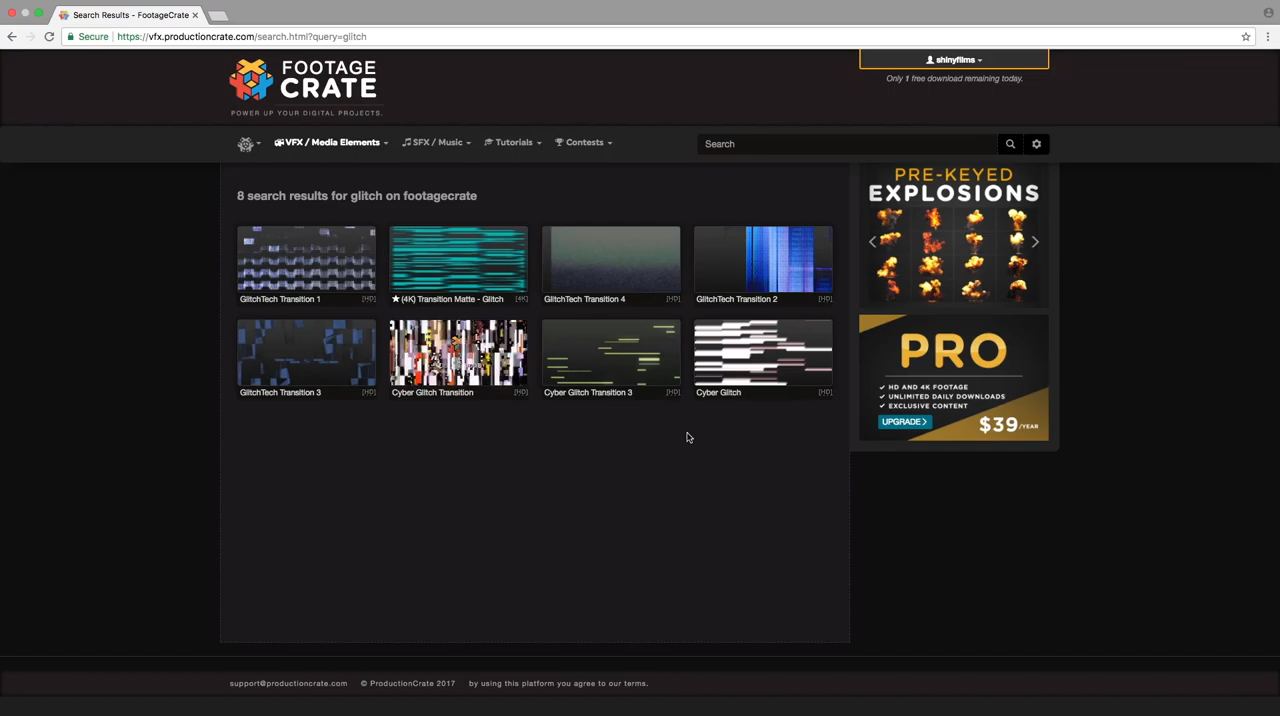 Search Results - FootageCrate
Secure https://vfx.productioncrate.com/search.html?query=glitch
FOOTAGE
CRATE
POWER UP YOUR DIGITAL PROJECTS.
shinyfilms
Only 1 free download remaining today.
VFX / Media Elements
SFX / Music
Tutorials
Contests
Search
8 search results for glitch on footagecrate
GlitchTech Transition 1 [HD]
★(4K) Transition Matte - Glitch [4K]
GlitchTech Transition 4 [HD]
GlitchTech Transition 2 [HD]
GlitchTech Transition 3 [HD]
Cyber Glitch Transition [HD]
Cyber Glitch Transition 3 [HD]
Cyber Glitch [HD]
PRE-KEYED
EXPLOSIONS
PRO
✓ HD AND 4K FOOTAGE
✓ UNLIMITED DAILY DOWNLOADS
✓ EXCLUSIVE CONTENT
UPGRADE
$39/YEAR
support@productioncrate.com © ProductionCrate 2017 by using this platform you agree to our terms.